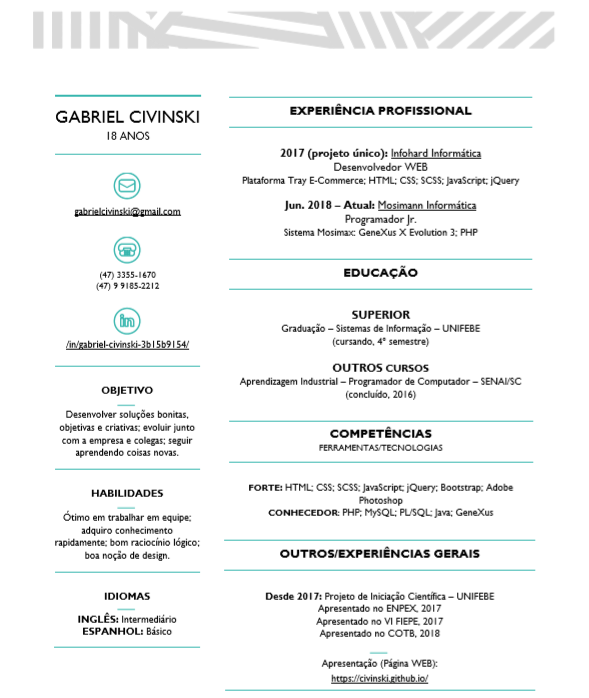 GABRIEL CIVINSKI
18 ANOS
gabrielcivinski@gmail.com
(47) 3355-1670
(47) 9 9185-2212
/in/gabriel-civinski-3b15b9154/
OBJETIVO
Desenvolver soluções bonitas,
objetivas e criativas; evoluir junto
com a empresa e colegas; seguir
aprendendo coisas novas.
HABILIDADES
Ótimo em trabalhar em equipe;
adquiro conhecimento
rapidamente; bom raciocínio lógico;
boa noção de design.
IDIOMAS
INGLÊS: Intermediário
ESPANHOL: Básico
EXPERIÊNCIA PROFISSIONAL
2017 (projeto único): Infohard Informática
Desenvolvedor WEB
Plataforma Tray E-Commerce; HTML; CSS; SCSS; JavaScript; jQuery
Jun. 2018 – Atual: Mosimann Informática
Programador Jr.
Sistema Mosimax: GeneXus X Evolution 3; PHP
EDUCAÇÃO
SUPERIOR
Graduação – Sistemas de Informação – UNIFEBE
(cursando, 4° semestre)
OUTROS CURSOS
Aprendizagem Industrial – Programador de Computador – SENAI/SC
(concluído, 2016)
COMPETÊNCIAS
FERRAMENTAS/TECNOLOGIAS
FORTE: HTML; CSS; SCSS; JavaScript; jQuery; Bootstrap; Adobe
Photoshop
CONHECEDOR: PHP; MySQL; PL/SQL; Java; GeneXus
OUTROS/EXPERIÊNCIAS GERAIS
Desde 2017: Projeto de Iniciação Científica – UNIFEBE
Apresentado no ENPEX, 2017
Apresentado no VI FIEPE, 2017
Apresentado no COTB, 2018
Apresentação (Página WEB):
https://civinski.github.io/